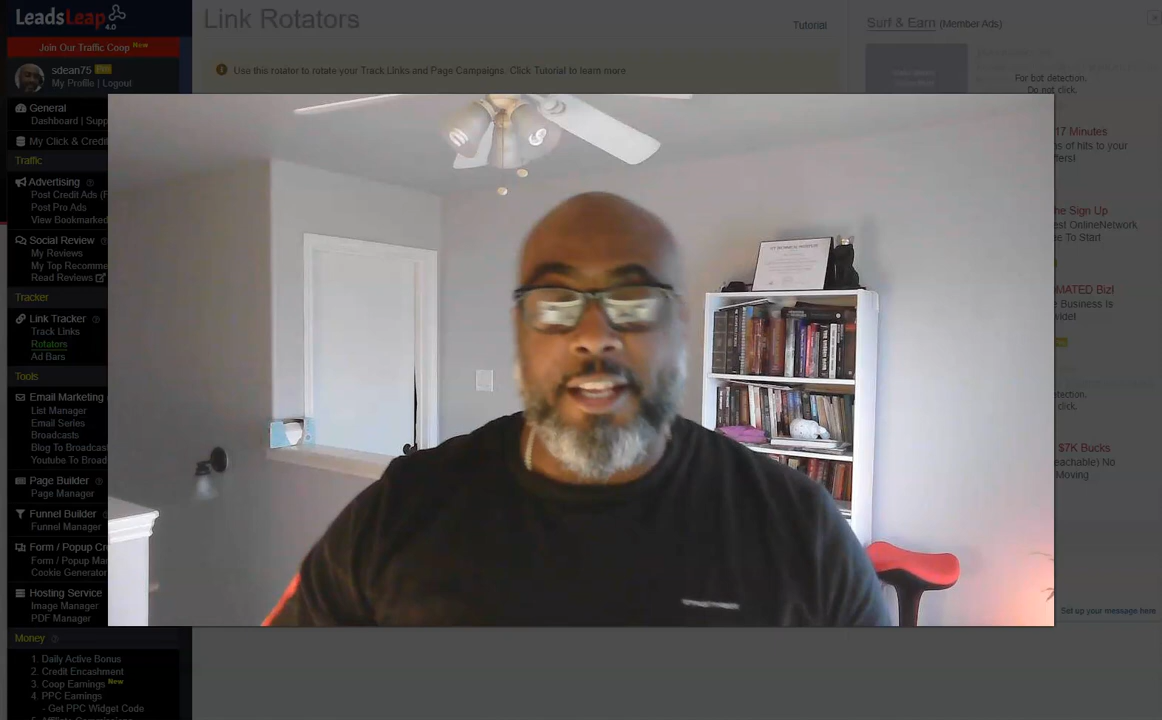 LeadsLeap 4.0
Join Our Traffic Coop New
sdean75
My Profile | Logout
General
Dashboard | Supp
My Click & Credit
Traffic
Advertising
Post Credit Ads (F
Post Pro Ads
View Bookmarked
Social Review
My Reviews
My Top Recomme
Read Reviews
Tracker
Link Tracker
Track Links
Rotators
Ad Bars
Tools
Email Marketing
List Manager
Email Series
Broadcasts
Blog To Broadcas
Youtube To Broad
Page Builder
Page Manager
Funnel Builder
Funnel Manager
Form / Popup Cr
Form / Popup Mar
Cookie Generator
Hosting Service
Image Manager
PDF Manager
Money
1. Daily Active Bonus
2. Credit Encashment
3. Coop Earnings New
4. PPC Earnings
- Get PPC Widget Code
Link Rotators
Tutorial
Use this rotator to rotate your Track Links and Page Campaigns. Click Tutorial to learn more
Surf & Earn (Member Ads)
For bot detection.
Do not click.
17 Minutes
ns of hits to your
ffers!
he Sign Up
est OnlineNetwork
ee To Start
OMATED Biz!
e Business Is
vide!
etection.
click.
$7K Bucks
eachable) No
Moving
Set up your message here